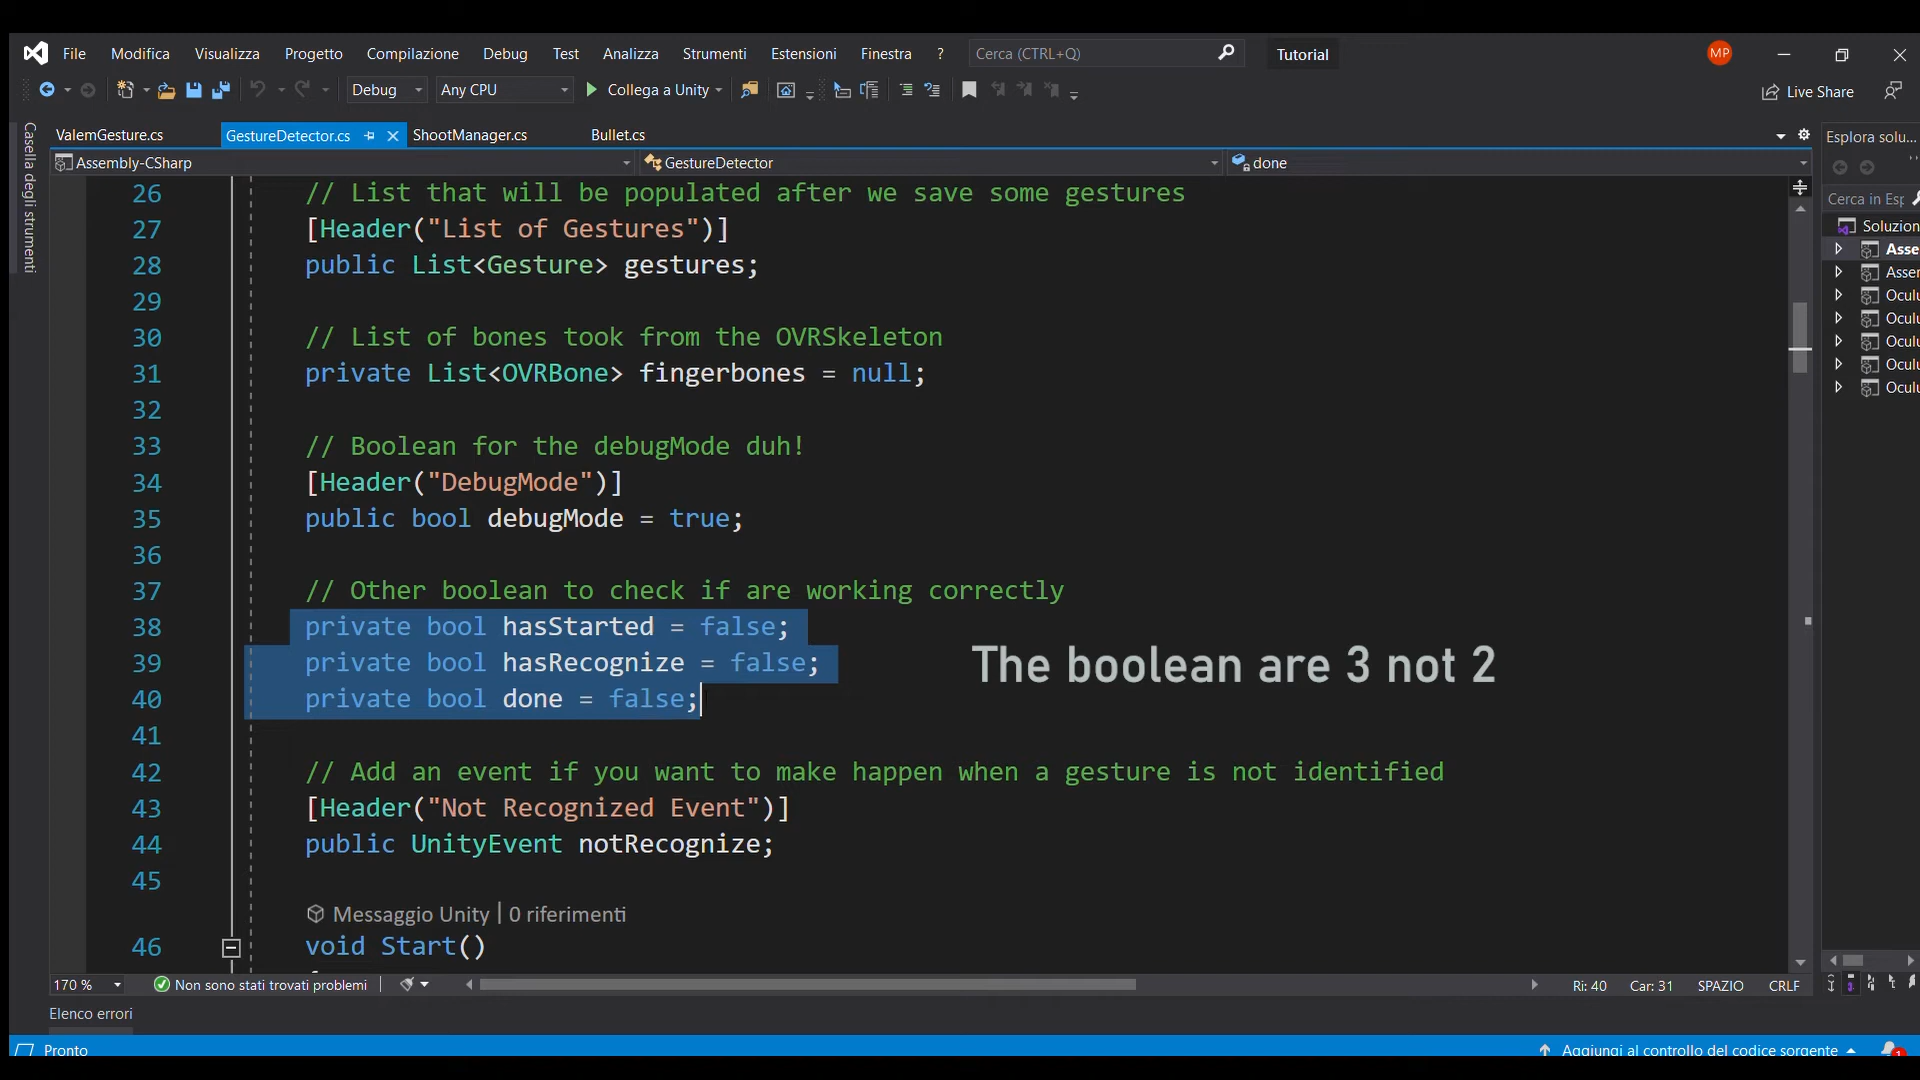 File Modifica Visualizza Progetto Compilazione Debug Test Analizza Strumenti Estensioni Finestra ? Cerca (CTRL+Q) Tutorial MP
Debug Any CPU Collega a Unity Live Share
ValemGesture.cs GestureDetector.cs ShootManager.cs Bullet.cs Esplora solu...
Assembly-CSharp GestureDetector done
Casella degli strumenti
Cerca in Esp
Soluzion
Asse
Assen
Oculu
Oculu
Oculu
Oculu
Oculu
26 // List that will be populated after we save some gestures
27 [Header("List of Gestures")]
28 public List<Gesture> gestures;
29
30 // List of bones took from the OVRSkeleton
31 private List<OVRBone> fingerbones = null;
32
33 // Boolean for the debugMode duh!
34 [Header("DebugMode")]
35 public bool debugMode = true;
36
37 // Other boolean to check if are working correctly
38 private bool hasStarted = false;
39 private bool hasRecognize = false;
40 private bool done = false;
The boolean are 3 not 2
41
42 // Add an event if you want to make happen when a gesture is not identified
43 [Header("Not Recognized Event")]
44 public UnityEvent notRecognize;
45
Messaggio Unity | 0 riferimenti
46 void Start()
170 % Non sono stati trovati problemi Ri: 40 Car: 31 SPAZIO CRLF
Elenco errori
Pronto Aggiungi al controllo del codice sorgente 1